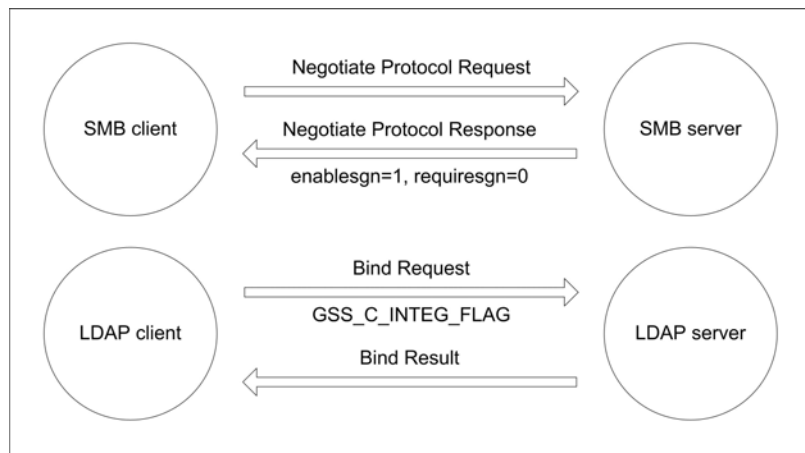 Negotiate Protocol Request
SMB client
SMB server
Negotiate Protocol Response
enablesgn=1, requiresgn=0
Bind Request
GSS_C_INTEG_FLAG
LDAP client
LDAP server
Bind Result